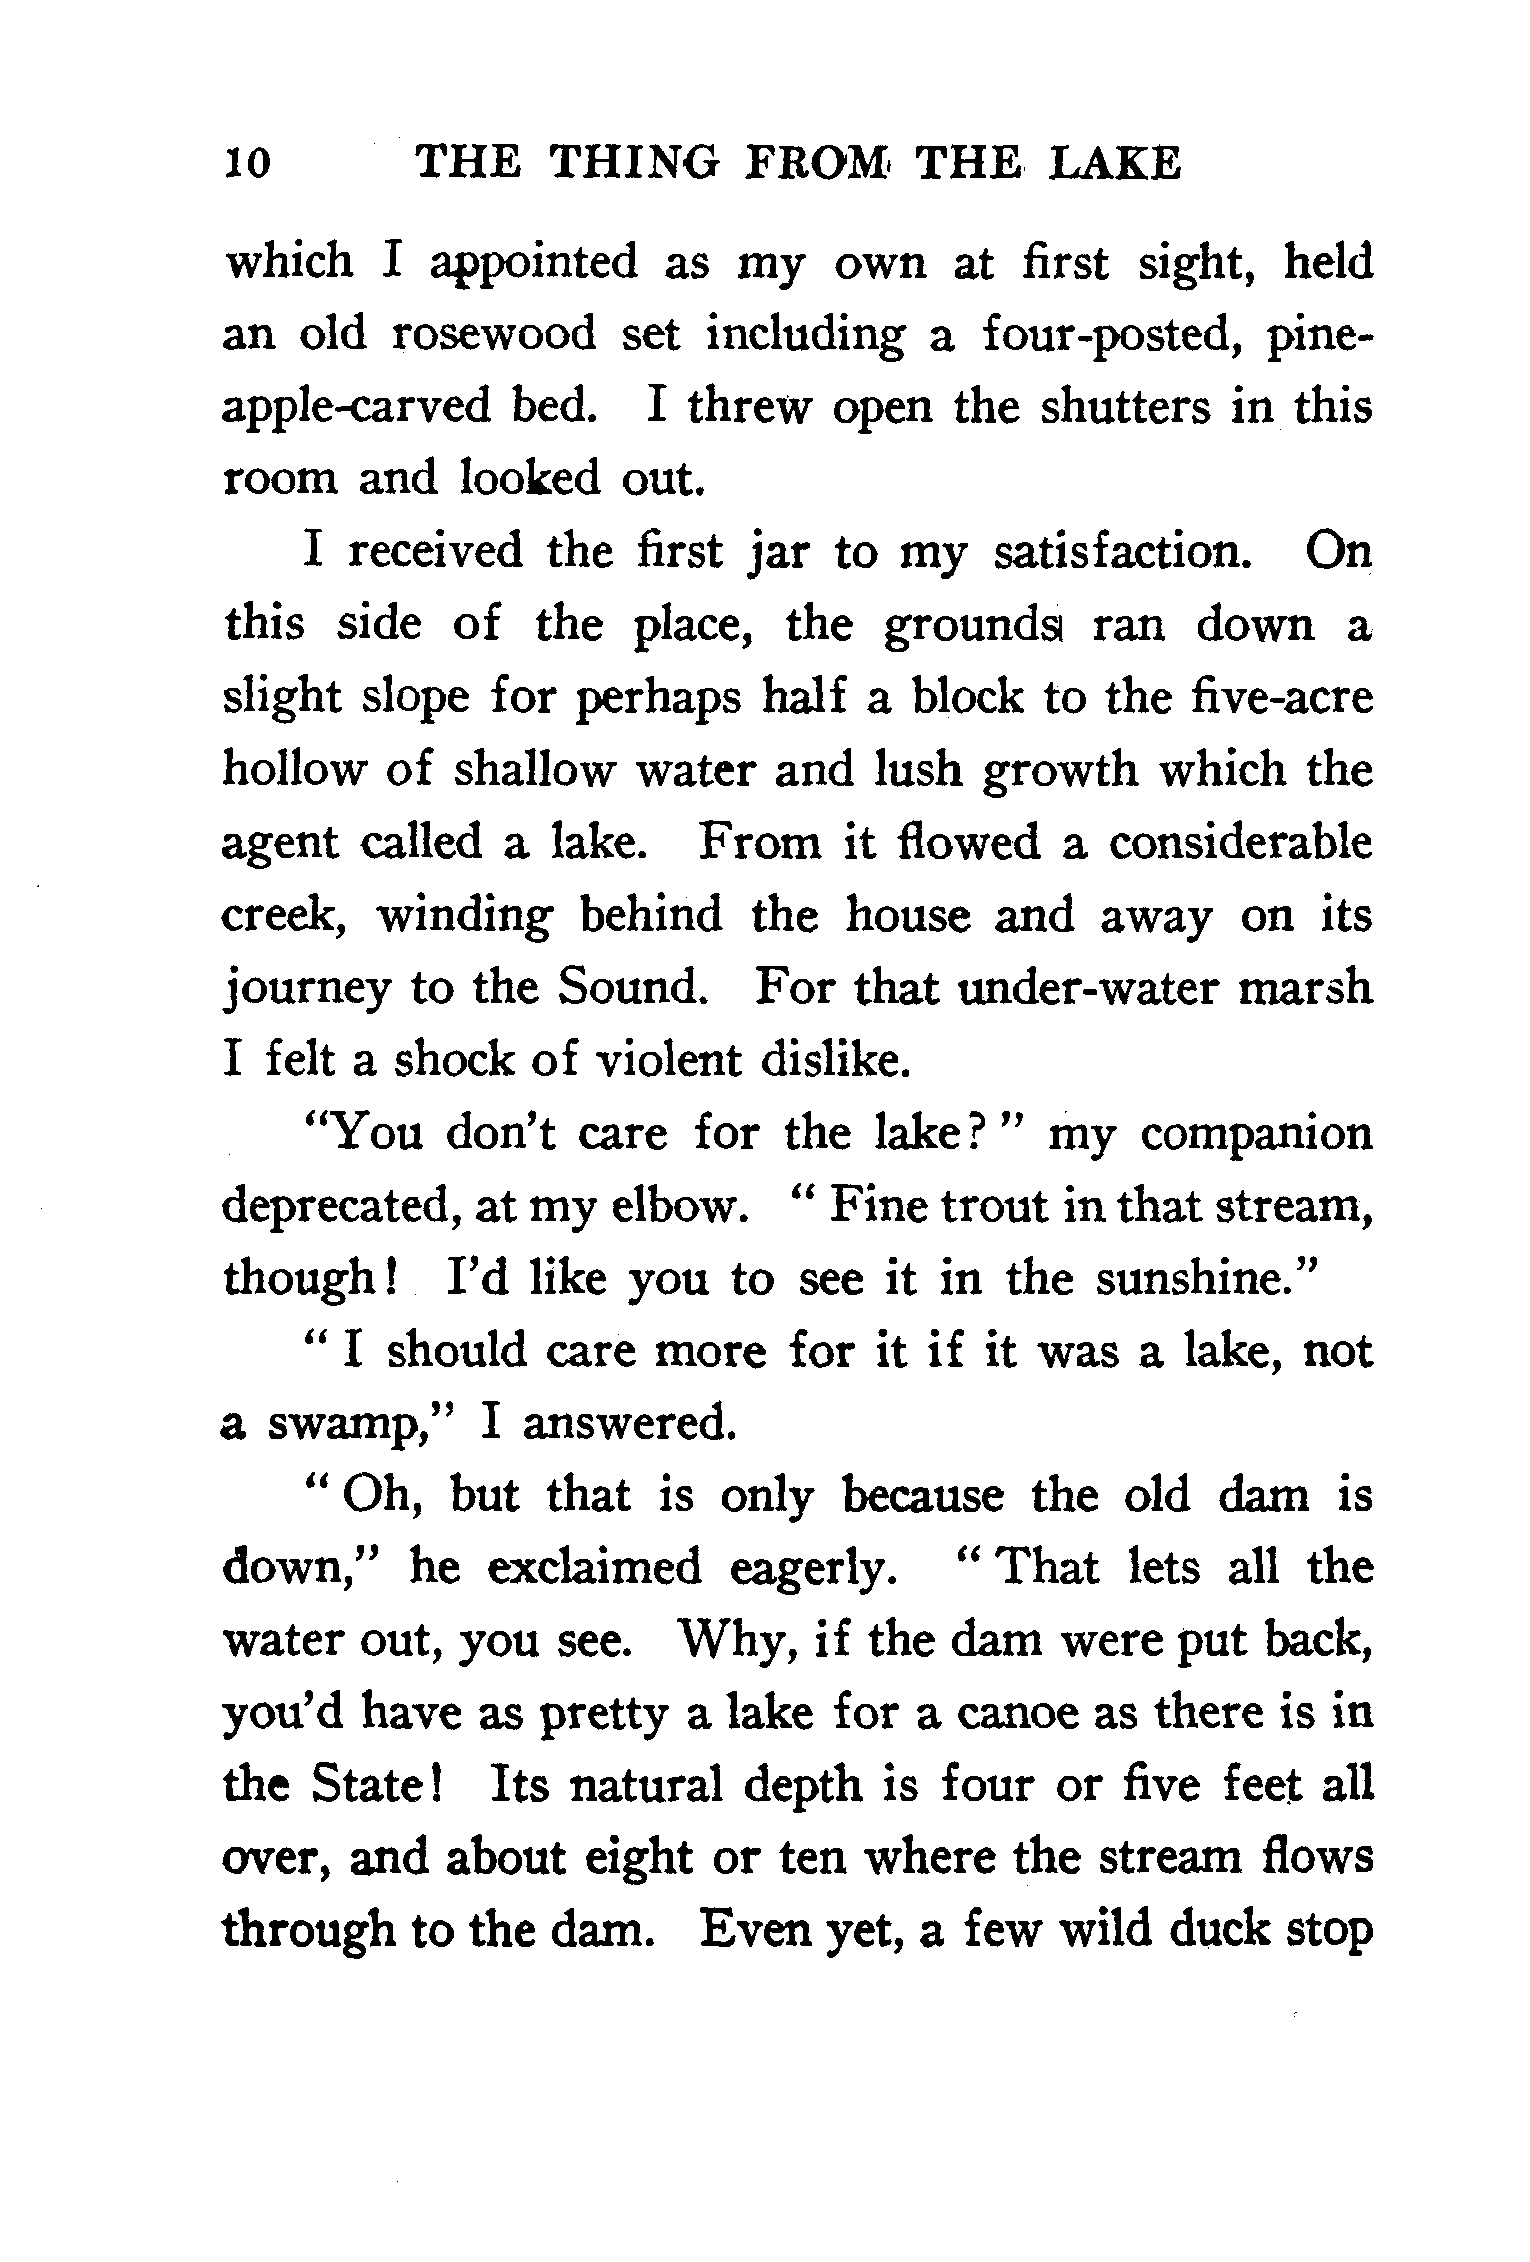 10 THE THING FROM THE LAKE
which I appointed as my own at first sight, held
an old rosewood set including a four-posted, pine-
apple-carved bed. I threw open the shutters in this
room and looked out.
I received the first jar to my satisfaction. On
this side of the place, the grounds ran down a
slight slope for perhaps half a block to the five-acre
hollow of shallow water and lush growth which the
agent called a lake. From it flowed a considerable
creek, winding behind the house and away on its
journey to the Sound. For that under-water marsh
I felt a shock of violent dislike.
“You don’t care for the lake? ” my companion
deprecated, at my elbow. “ Fine trout in that stream,
though! I’d like you to see it in the sunshine.”
“ I should care more for it if it was a lake, not
a swamp,” I answered.
“ Oh, but that is only because the old dam is
down,” he exclaimed eagerly. “ That lets all the
water out, you see. Why, if the dam were put back,
you’d have as pretty a lake for a canoe as there is in
the State! Its natural depth is four or five feet all
over, and about eight or ten where the stream flows
through to the dam. Even yet, a few wild duck stop